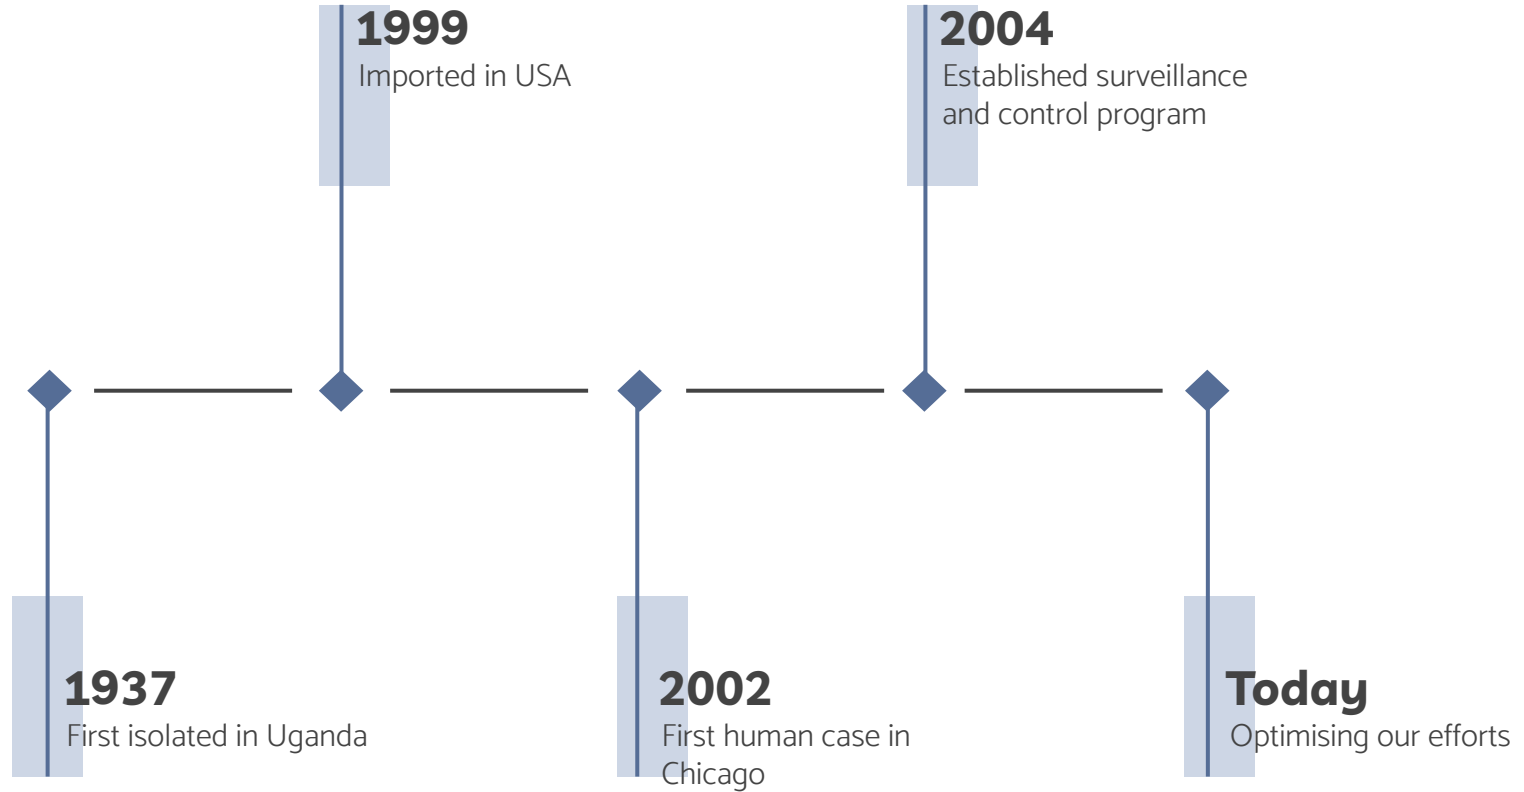 1999
Imported in USA
2004
Established surveillance
and control program
1937
First isolated in Uganda
2002
First human case in
Chicago
Today
Optimising our efforts